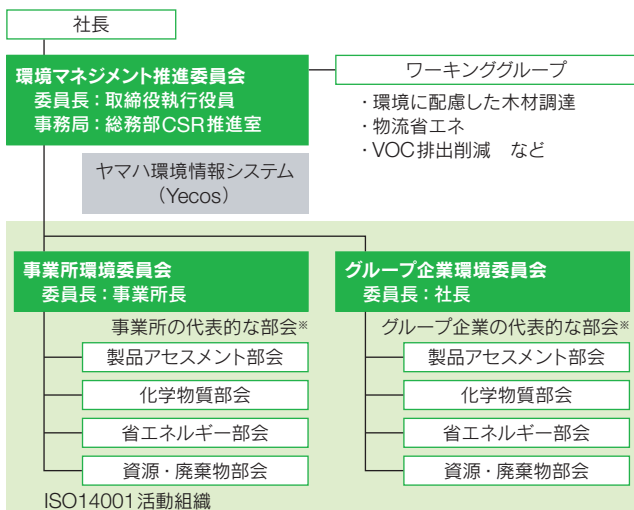 社長
環境マネジメント推進委員会
委員長：取締役執行役員
事務局：総務部CSR推進室
ワーキンググループ
・環境に配慮した木材調達
・物流省エネ
・VOC排出削減　など
ヤマハ環境情報システム
（Yecos）
事業所環境委員会
委員長：事業所長
事業所の代表的な部会※
製品アセスメント部会
化学物質部会
省エネルギー部会
資源・廃棄物部会
グループ企業環境委員会
委員長：社長
グループ企業の代表的な部会※
製品アセスメント部会
化学物質部会
省エネルギー部会
資源・廃棄物部会
ISO14001活動組織